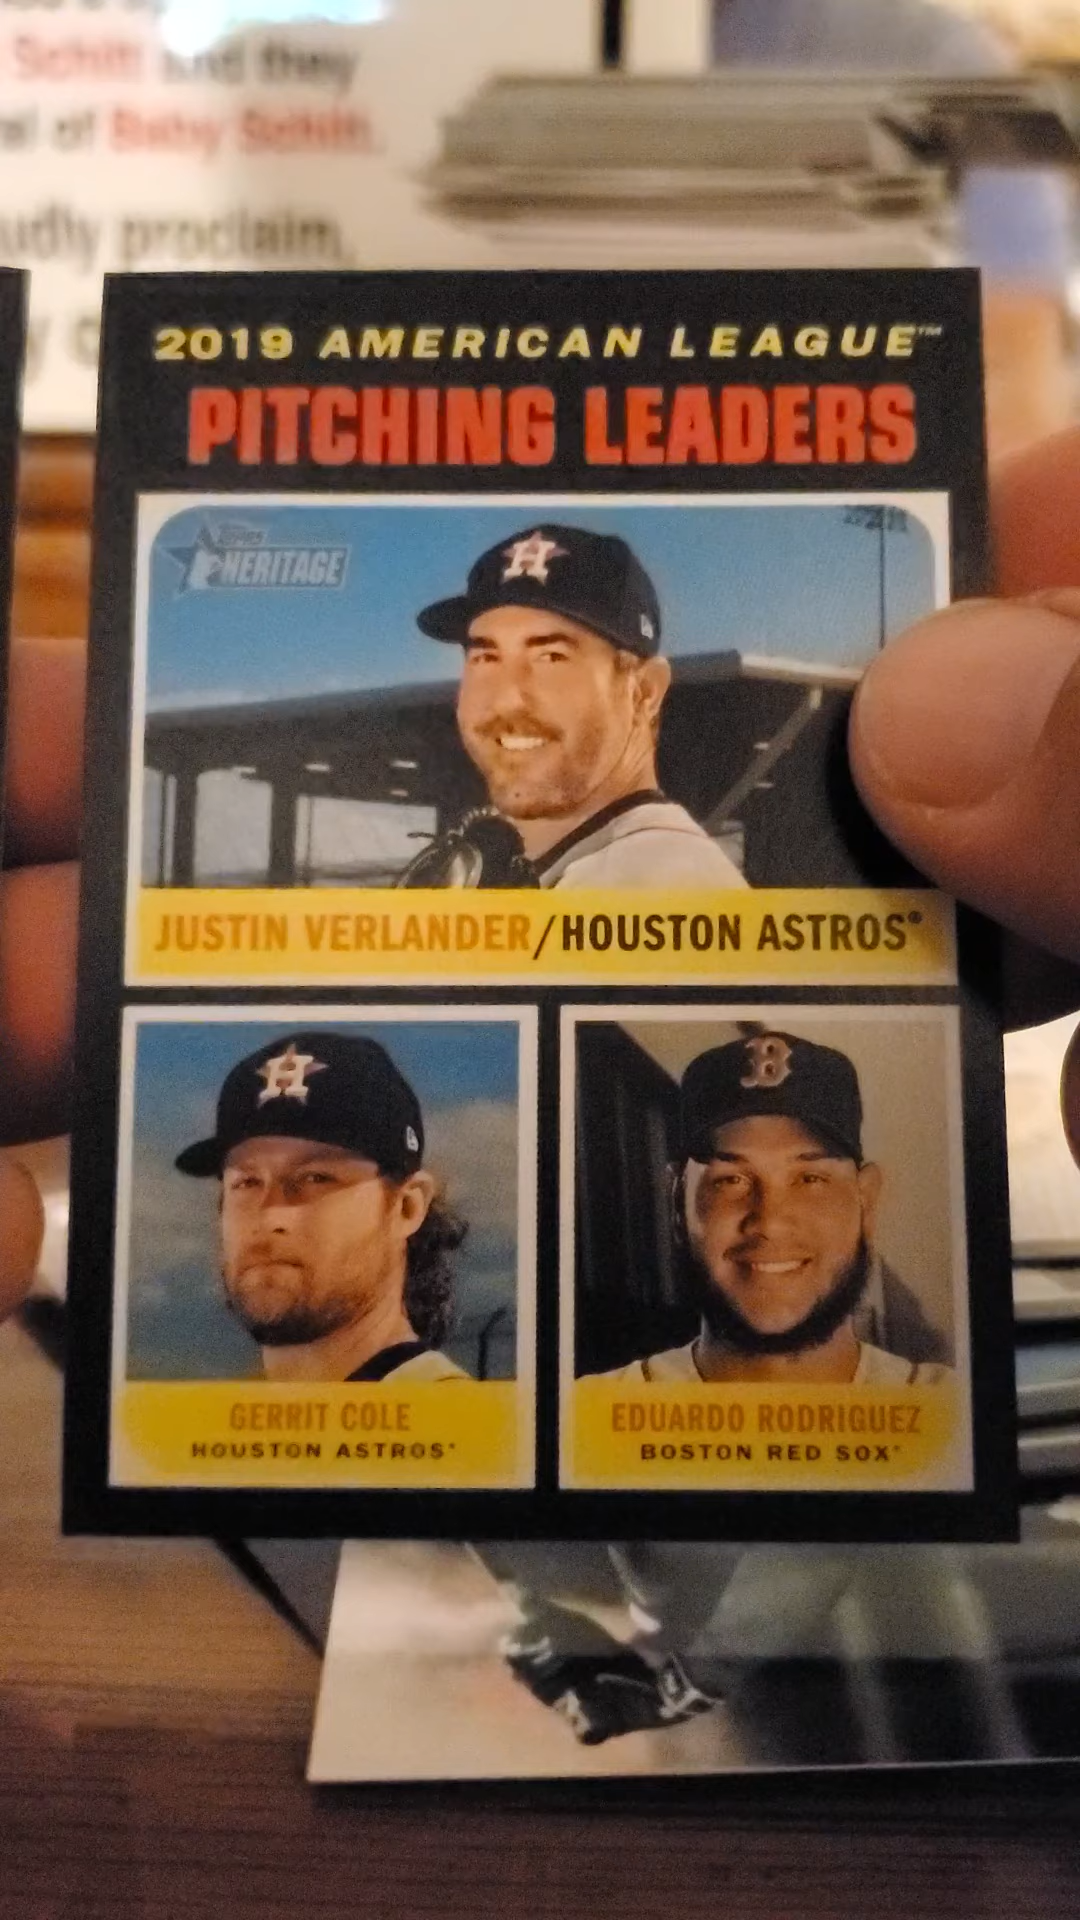 Schitt and they
el of Baby Schitt.
udly proclaim,
2019 AMERICAN LEAGUE™
PITCHING LEADERS
Topps
HERITAGE
H
JUSTIN VERLANDER/HOUSTON ASTROS®
H
B
GERRIT COLE
HOUSTON ASTROS®
EDUARDO RODRIGUEZ
BOSTON RED SOX®